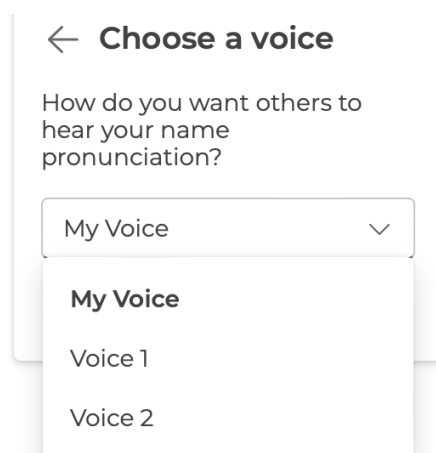 Choose a voice
How do you want others to
hear your name
pronunciation?
My Voice
My Voice
Voice 1
Voice 2